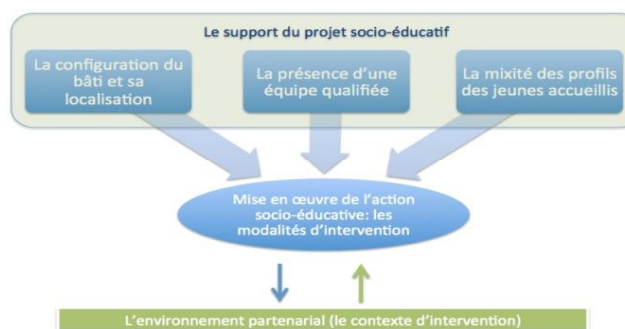 Le support du projet socio-éducatif
La configuration du
bâti et sa
localisation
La présence d'une
équipe qualifiée
La mixité des profils
des jeunes accueillis
Mise en œuvre de l'action
socio-éducative: les
modalités d'intervention
L'environnement partenarial (le contexte d'intervention)